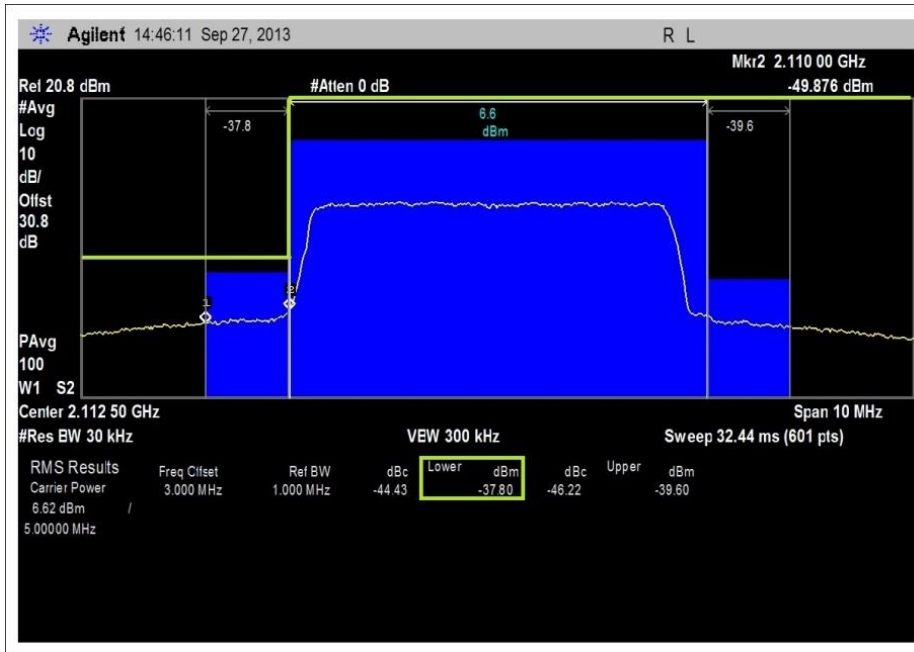 Agilent 14:46:11 Sep 27, 2013 R L
Mkr2 2.110 00 GHz
Ref 20.8 dBm #Atten 0 dB -49.876 dBm
#Avg
Log
10
dB/
Offst
30.8
dB
-37.8
6.6
dBm
-39.6
1
2
PAvg
100
W1 S2
Center 2.112 50 GHz Span 10 MHz
#Res BW 30 kHz VEW 300 kHz Sweep 32.44 ms (601 pts)
RMS Results Freq Cffset Ref BW dBc Lower dBm dBc Upper dBm
Carrier Power 3.000 MHz 1.000 MHz -44.43 -37.80 -46.22 -39.60
6.62 dBm /
5.00000 MHz